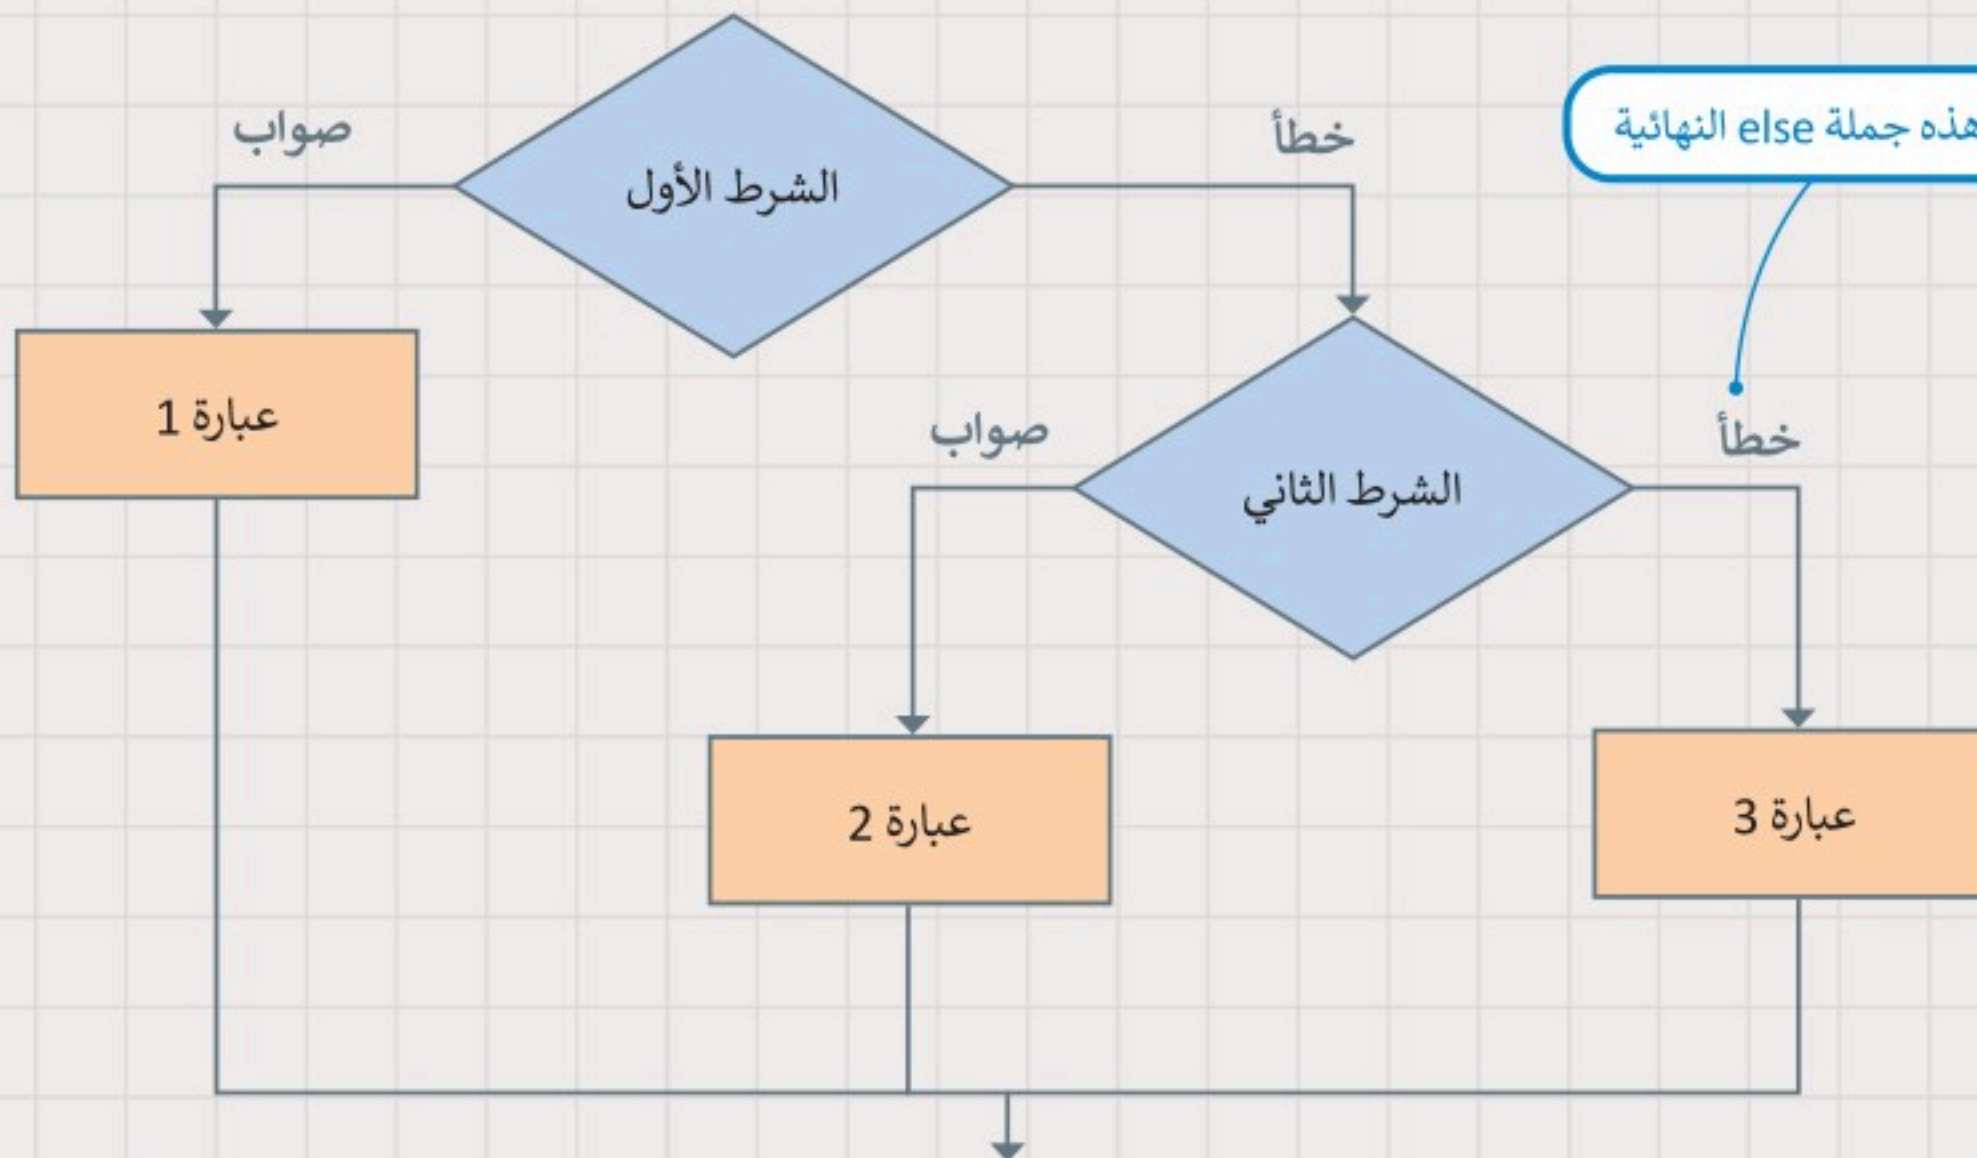 هذه جملة else النهائية
خطأ
صواب
الشرط الأول
عبارة 1
خطأ
صواب
الشرط الثاني
عبارة 3
عبارة 2